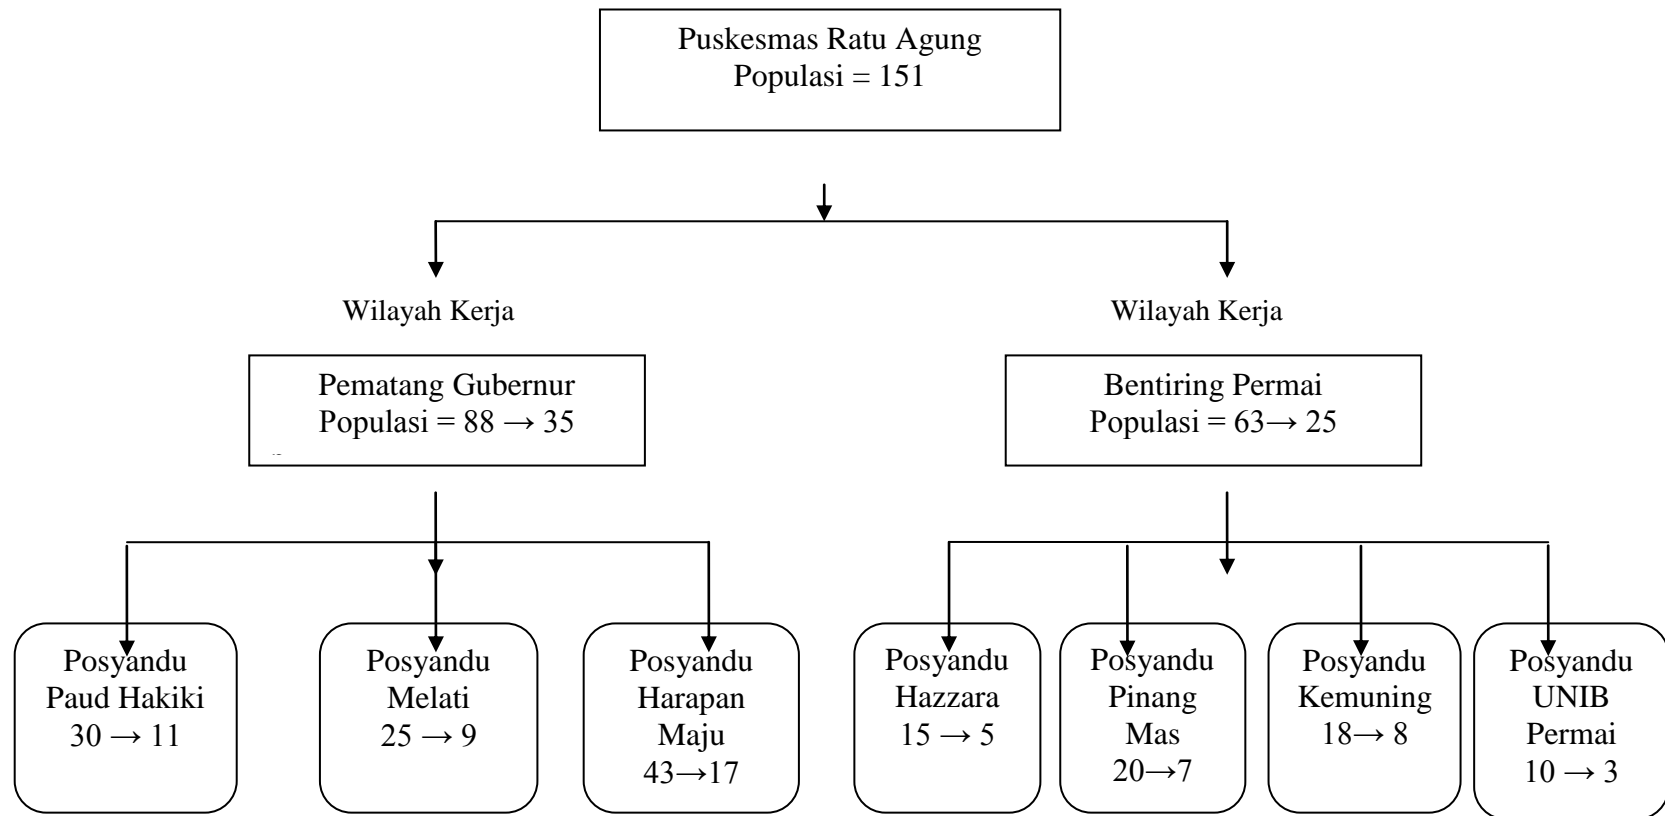 Puskesmas Ratu Agung
Populasi = 151
Wilayah Kerja
Wilayah Kerja
Pematang Gubernur
Populasi = 88 → 35
Bentiring Permai
Populasi = 63→ 25
Posyandu
Paud Hakiki
30 → 11
Posyandu
Melati
25 → 9
Posyandu
Harapan
Maju
43→17
Posyandu
Hazzara
15 → 5
Posyandu
Pinang
Mas
20→7
Posyandu
Kemuning
18→ 8
Posyandu
UNIB
Permai
10 → 3